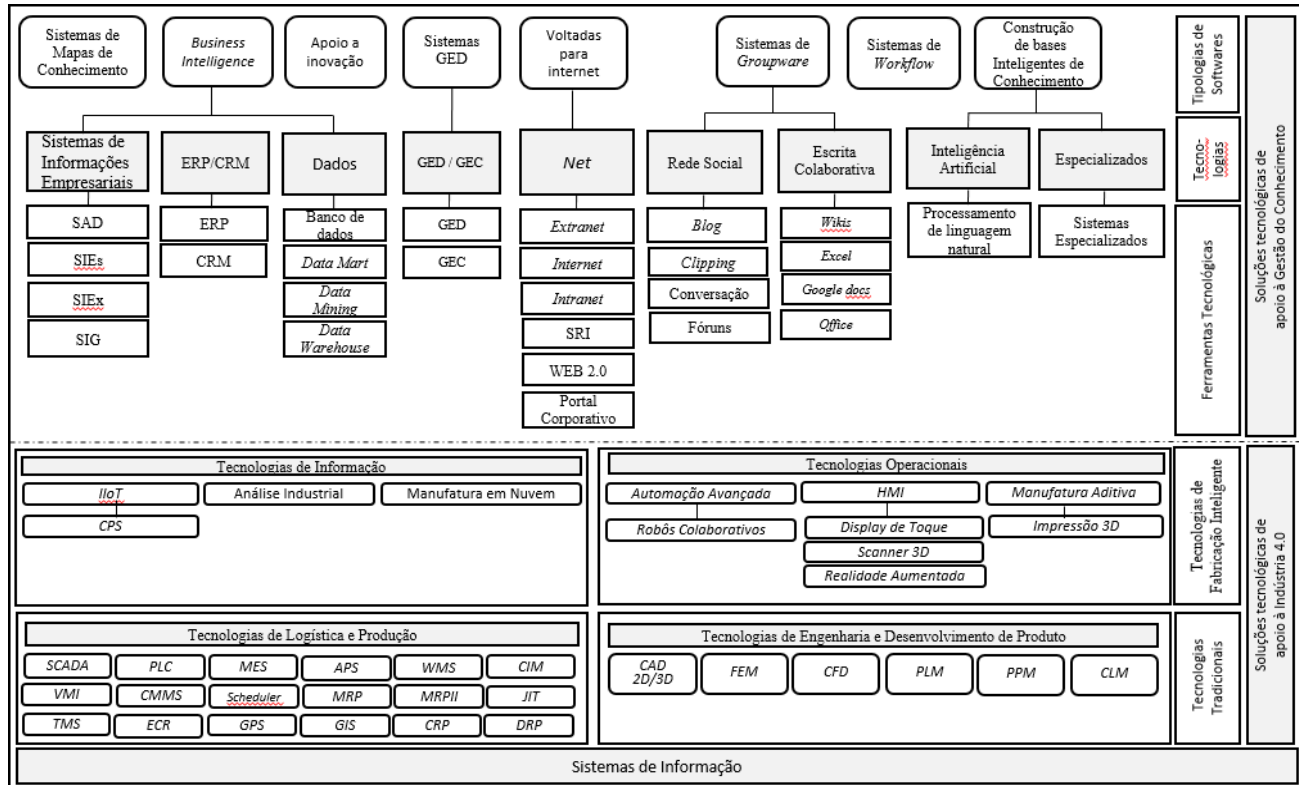 Sistemas de
Mapas de
Conhecimento
Business
Intelligence
Apoio a
inovação
Sistemas
GED
Voltadas
para
internet
Sistemas de
Groupware
Sistemas de
Workflow
Construção
de bases
Inteligentes de
Conhecimento
Tipologias de
Softwares
Sistemas de
Informações
Empresariais
ERP/CRM
Dados
GED / GEC
Net
Rede Social
Escrita
Colaborativa
Inteligência
Artificial
Especializados
Tecno-
logias
SAD
SIEs
SIEx
SIG
ERP
CRM
Banco de
dados
Data Mart
Data
Mining
Data
Warehouse
GED
GEC
Extranet
Internet
Intranet
SRI
WEB 2.0
Portal
Corporativo
Blog
Clipping
Conversação
Fóruns
Wikis
Excel
Google docs
Office
Processamento
de linguagem
natural
Sistemas
Especializados
Ferramentas Tecnológicas
Soluções tecnológicas de
apoio à Gestão do Conhecimento
Tecnologias de Informação
IIoT
Análise Industrial
Manufatura em Nuvem
CPS
Tecnologias Operacionais
Automação Avançada
HMI
Manufatura Aditiva
Robôs Colaborativos
Display de Toque
Impressão 3D
Scanner 3D
Realidade Aumentada
Tecnologias de
Fabricação Inteligente
Tecnologias de Logística e Produção
SCADA
PLC
MES
APS
WMS
CIM
VMI
CMMS
Scheduler
MRP
MRPII
JIT
TMS
ECR
GPS
GIS
CRP
DRP
Tecnologias de Engenharia e Desenvolvimento de Produto
CAD
2D/3D
FEM
CFD
PLM
PPM
CLM
Tecnologias
Tradicionais
Soluções tecnológicas de
apoio à Indústria 4.0
Sistemas de Informação